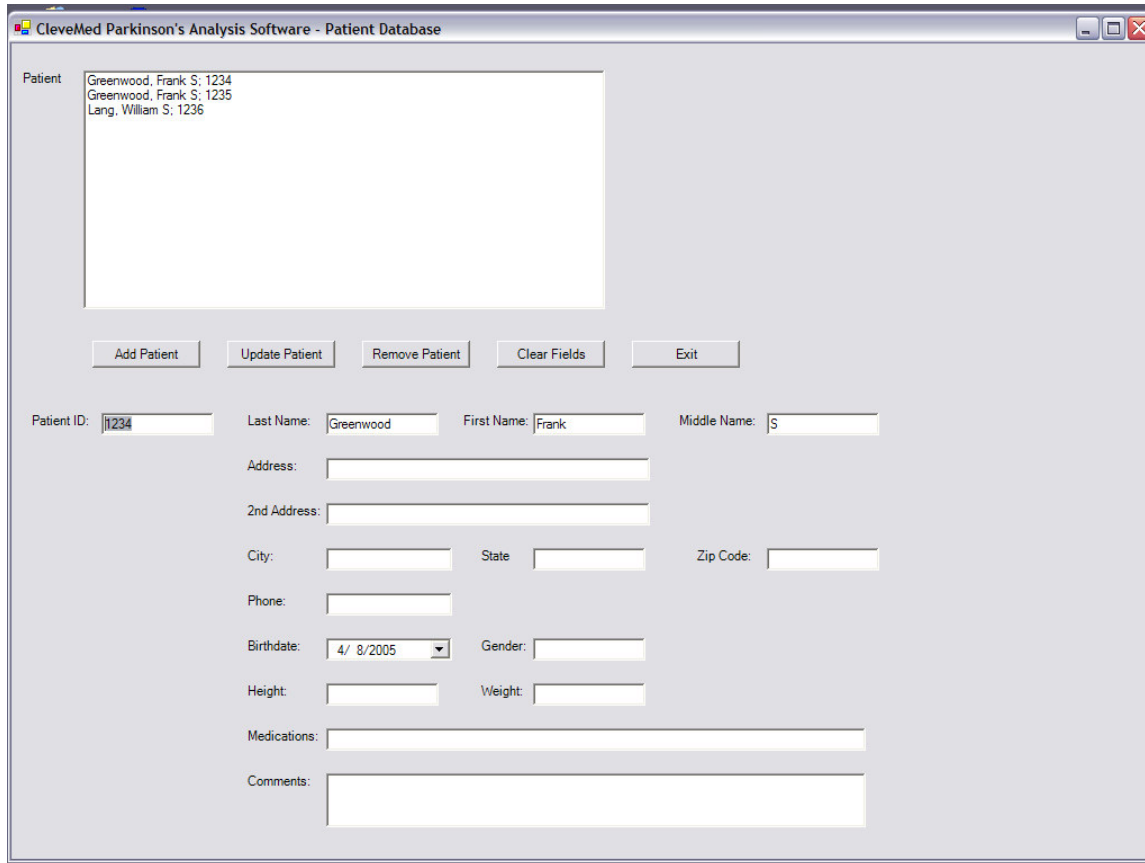 CleveMed Parkinson's Analysis Software - Patient Database
Patient
Greenwood, Frank S; 1234
Greenwood, Frank S; 1235
Lang, William S; 1236
Add Patient Update Patient Remove Patient Clear Fields Exit
Patient ID: 1234 Last Name: Greenwood First Name: Frank Middle Name: S
Address:
2nd Address:
City: State Zip Code:
Phone:
Birthdate: 4/ 8/2005 Gender:
Height: Weight:
Medications:
Comments: